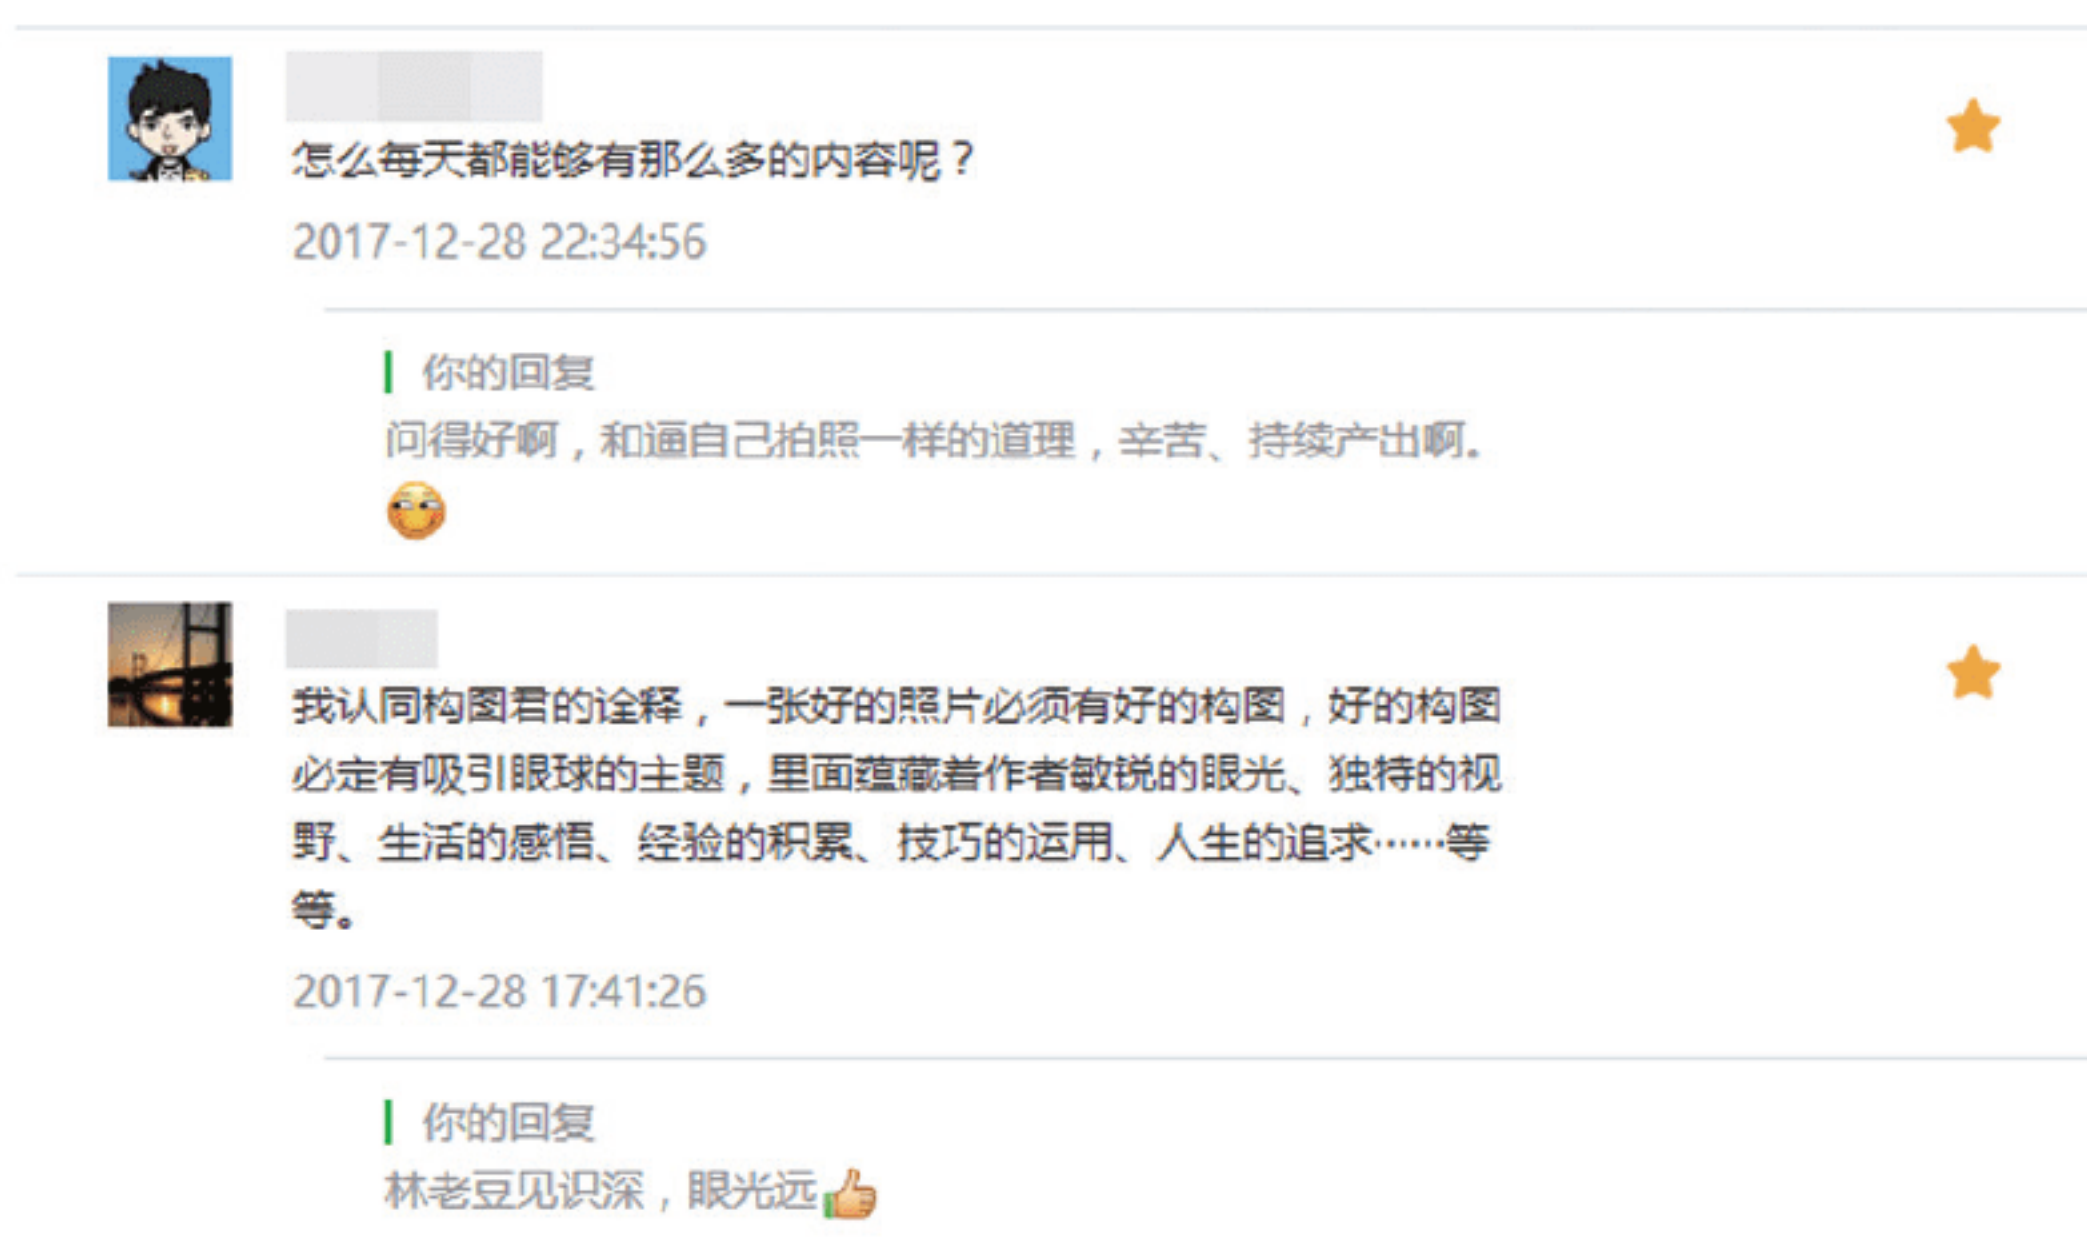 怎么每天都能够有那么多的内容呢？
2017-12-28 22:34:56
你的回复
问得好啊，和逼自己拍照一样的道理，辛苦、持续产出啊。
我认同构图君的诠释，一张好的照片必须有好的构图，好的构图
必定有吸引眼球的主题，里面蕴藏着作者敏锐的眼光、独特的视
野、生活的感悟、经验的积累、技巧的运用、人生的追求……等
等。
2017-12-28 17:41:26
你的回复
林老豆见识深，眼光远